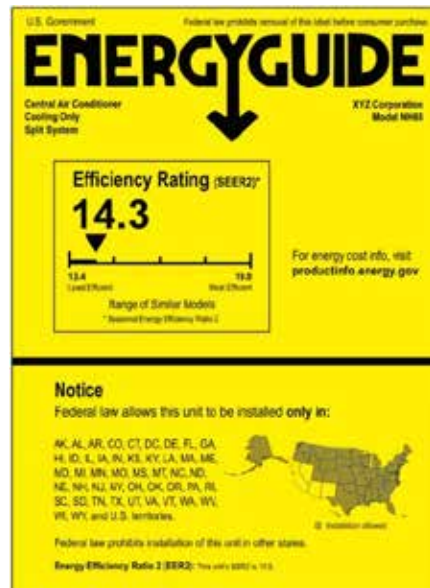 U.S. Government
Federal law prohibits removal of this label before consumer purchase.
ENERGYGUIDE
Central Air Conditioner
Cooling Only
Split System
XYZ Corporation
Model NH65
Efficiency Rating (SEER2)*
14.3
13.4
19.8
Least Efficient
Most Efficient
Range of Similar Models
* Seasonal Energy Efficiency Ratio 2
For energy cost info, visit
productinfo.energy.gov
Notice
Federal law allows this unit to be installed only in:
AK, AL, AR, CO, CT, DC, DE, FL, GA,
HI, ID, IL, IA, IN, KS, KY, LA, MA, ME,
MD, MI, MN, MO, MS, MT, NC, ND,
NE, NH, NJ, NY, OH, OK, OR, PA, RI,
SC, SD, TN, TX, UT, VA, VT, WA, WV,
WI, WY, and U.S. territories.
Installation allowed
Federal law prohibits installation of this unit in other states.
Energy Efficiency Ratio 2 (EER2): This unit's EER2 is